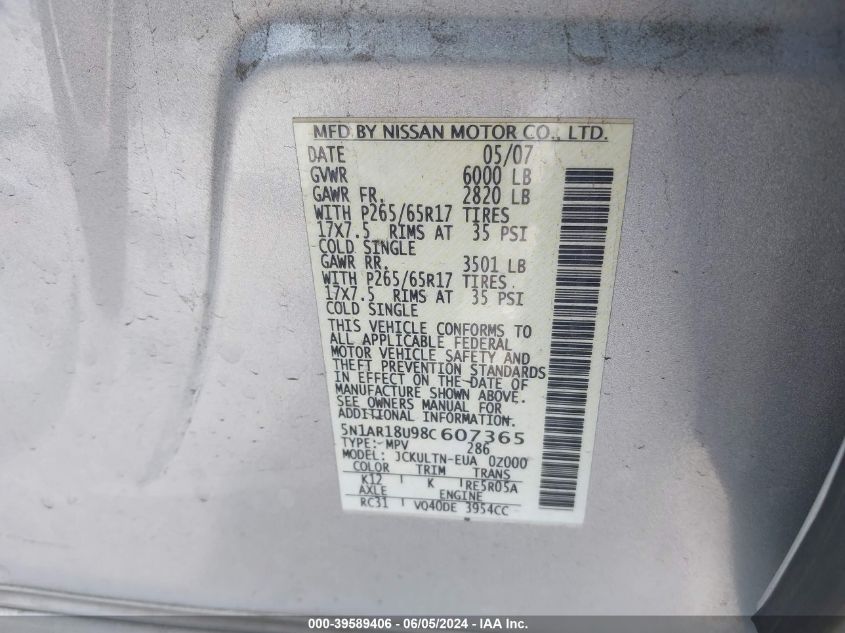 MFD BY NISSAN MOTOR CO., LTD.
DATE 05/07
GVWR 6000 LB
GAWR FR. 2820 LB
WITH P265/65R17 TIRES
17X7.5 RIMS AT 35 PSI
COLD SINGLE
GAWR RR. 3501 LB
WITH P265/65R17 TIRES
17X7.5 RIMS AT 35 PSI
COLD SINGLE
THIS VEHICLE CONFORMS TO
ALL APPLICABLE FEDERAL
MOTOR VEHICLE SAFETY AND
THEFT PREVENTION STANDARDS
IN EFFECT ON THE DATE OF
MANUFACTURE SHOWN ABOVE.
SEE OWNERS MANUAL FOR
ADDITIONAL INFORMATION.
5N1AR18U98C607365
TYPE: MPV 286
MODEL: JCKULTN-EUA 0Z000
COLOR TRIM TRANS
K12 K RE5R05A
AXLE ENGINE
RC31 VQ40DE 3954CC
000-39589406 - 06/05/2024 - IAA Inc.